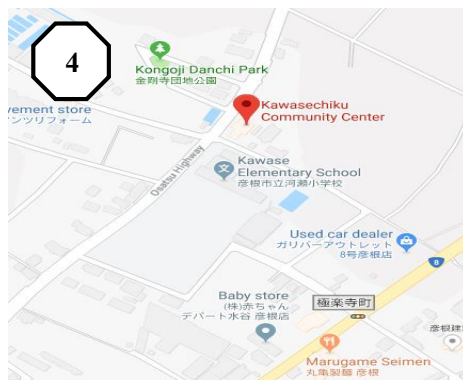 4
Kongoji Danchi Park
金剛寺団地公園
vement store
ンツリフォーム
Kawasechiku
Community Center
Osatsu Highway
Kawase
Elementary School
彦根市立河瀬小学校
Used car dealer
ガリバーアウトレット
8号彦根店
8
Baby store
(株)赤ちゃん
デパート水谷 彦根店
極楽寺町
彦根建
Marugame Seimen
丸亀製麺 彦根